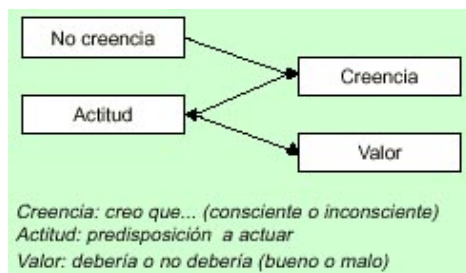 No creencia
Creencia
Actitud
Valor
Creencia: creo que... (consciente o inconsciente)
Actitud: predisposición a actuar
Valor: debería o no debería (bueno o malo)